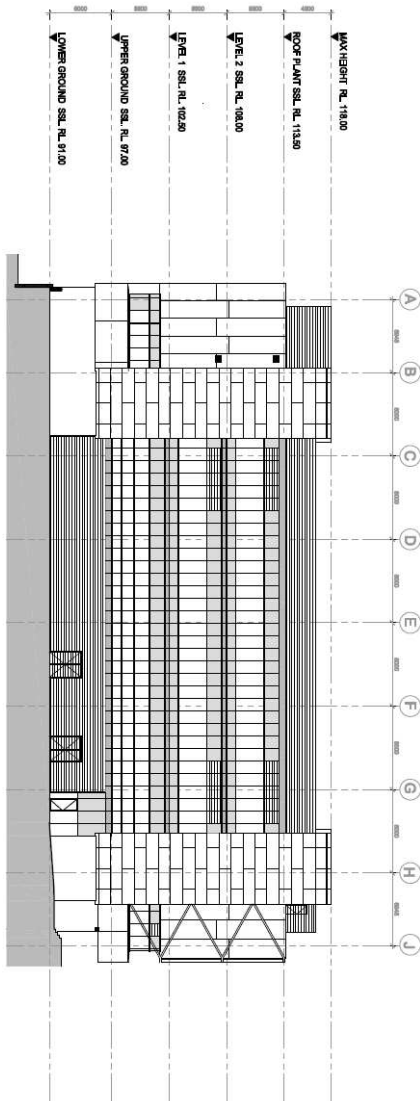 MAX HEIGHT RL 118.00
ROOF PLANT SSL RL 113.50
LEVEL 2 SSL RL 108.00
LEVEL 1 SSL RL 102.50
UPPER GROUND SSL RL 97.00
LOWER GROUND SSL RL 91.00
A
B
C
D
E
F
G
H
J